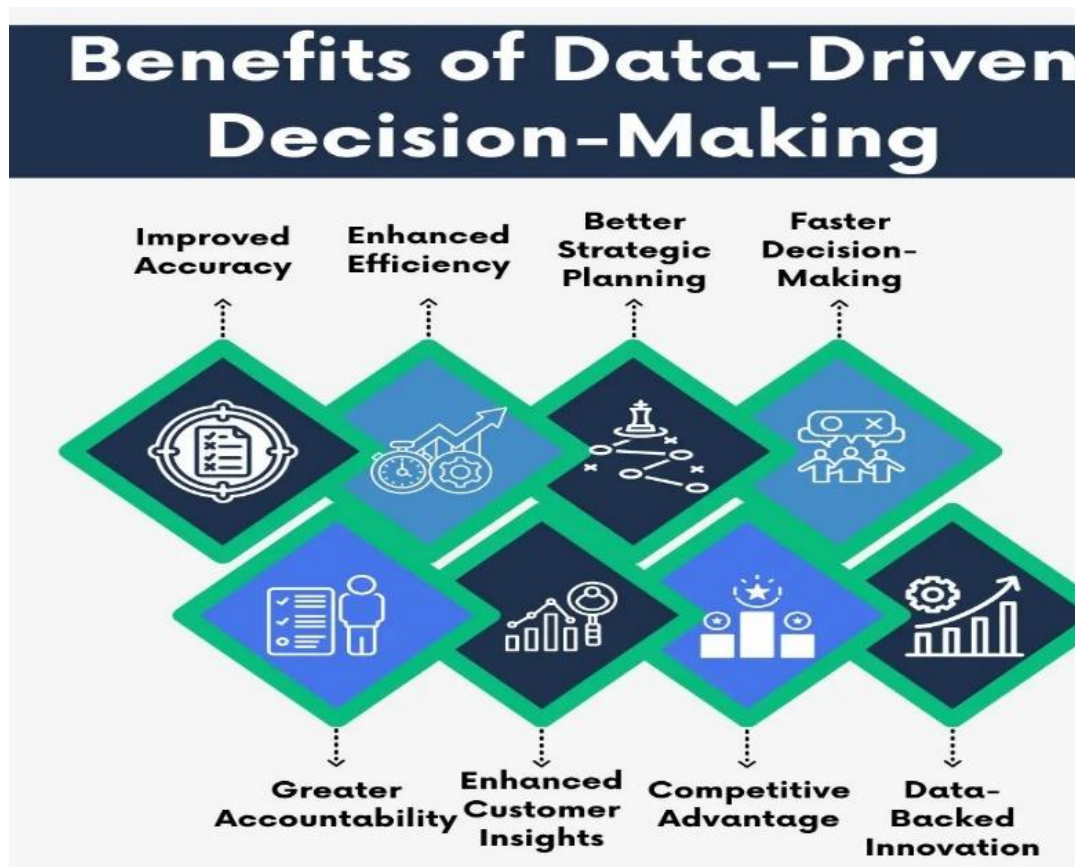 Benefits of Data-Driven
Decision-Making
Improved
Accuracy
Enhanced
Efficiency
Better
Strategic
Planning
Faster
Decision-
Making
Greater
Accountability
Enhanced
Customer
Insights
Competitive
Advantage
Data-
Backed
Innovation